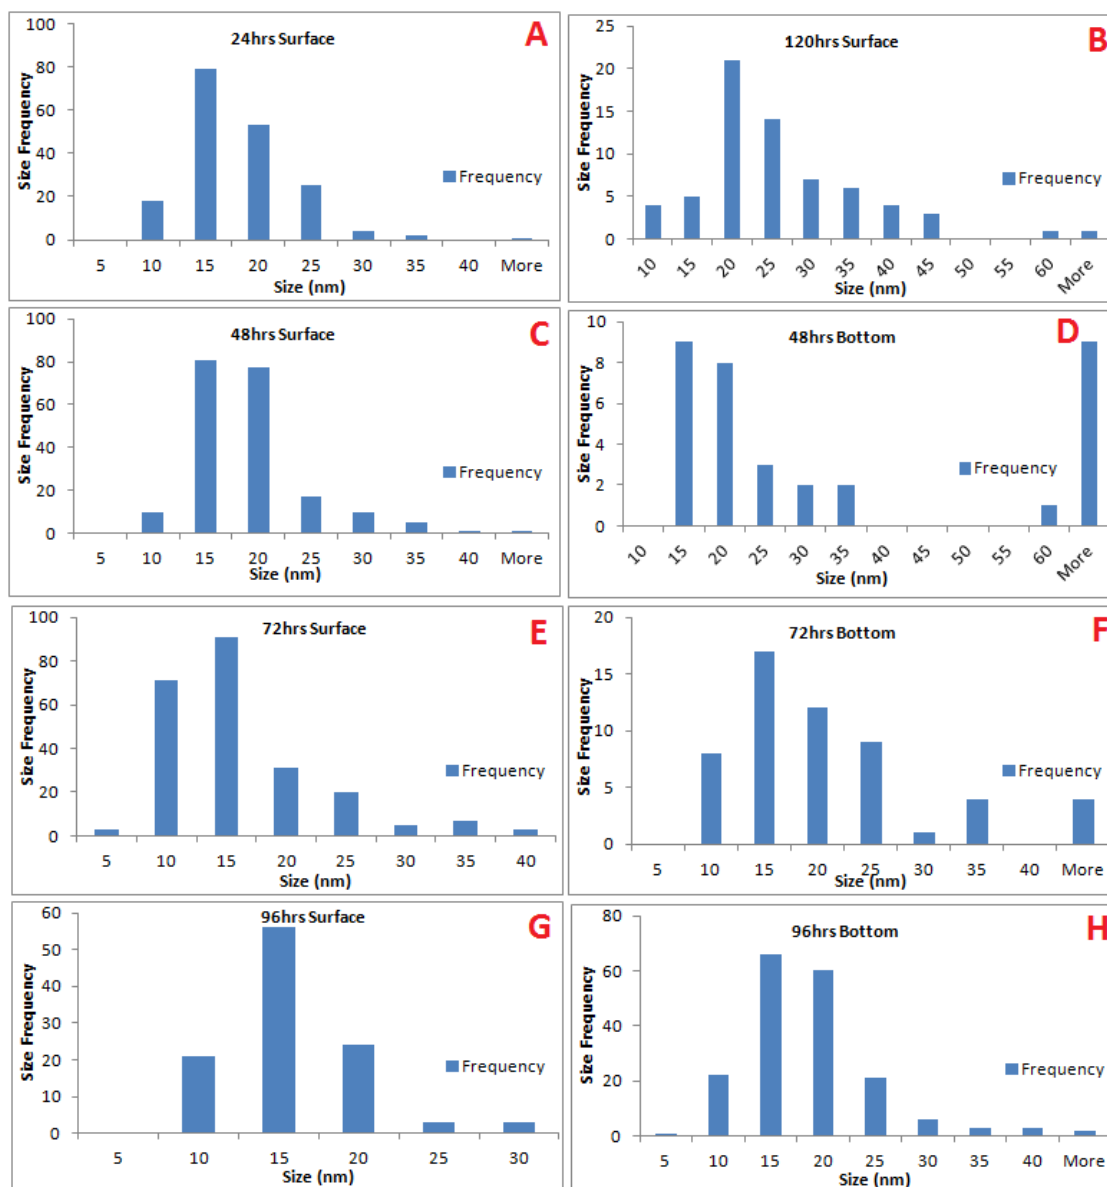 24hrs Surface
A
Size Frequency
100
80
60
40
20
0
Frequency
5 10 15 20 25 30 35 40 More
Size (nm)
120hrs Surface
B
Size Frequency
25
20
15
10
5
0
Frequency
10 15 20 25 30 35 40 45 50 55 60 More
Size (nm)
48hrs Surface
C
Size Frequency
100
80
60
40
20
0
Frequency
5 10 15 20 25 30 35 40 More
Size (nm)
48hrs Bottom
D
Size Frequency
10
8
6
4
2
0
Frequency
10 15 20 25 30 35 40 45 50 55 60 More
Size (nm)
72hrs Surface
E
Size Frequency
100
80
60
40
20
0
Frequency
5 10 15 20 25 30 35 40
Size (nm)
72hrs Bottom
F
Size Frequency
20
15
10
5
0
Frequency
5 10 15 20 25 30 35 40 More
Size (nm)
96hrs Surface
G
Size Frequency
60
50
40
30
20
10
0
Frequency
5 10 15 20 25 30
Size (nm)
96hrs Bottom
H
Size Frequency
80
60
40
20
0
Frequency
5 10 15 20 25 30 35 40 More
Size (nm)